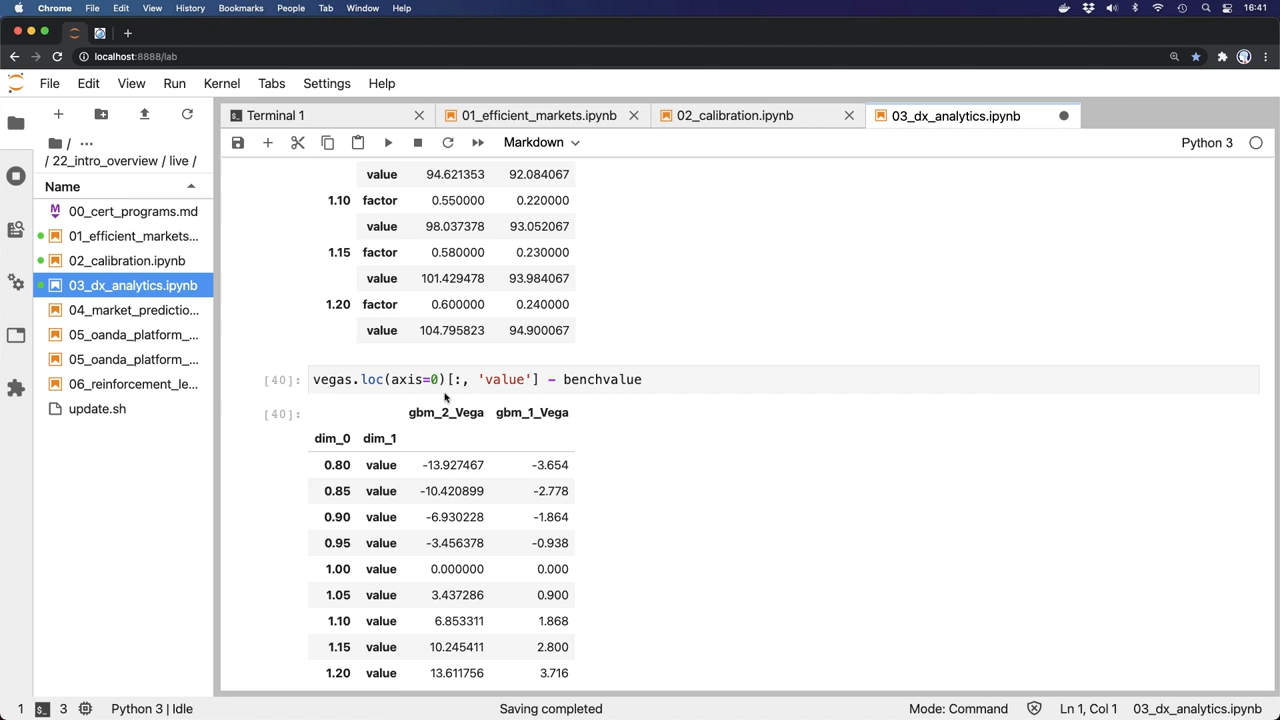 Chrome File Edit View History Bookmarks People Tab Window Help 16:41
localhost:8888/lab
File Edit View Run Kernel Tabs Settings Help
Terminal 1 01_efficient_markets.ipynb 02_calibration.ipynb 03_dx_analytics.ipynb
Markdown Python 3
/ ...
/ 22_intro_overview / live /
Name
00_cert_programs.md
01_efficient_markets...
02_calibration.ipynb
03_dx_analytics.ipynb
04_market_predictio...
05_oanda_platform_...
05_oanda_platform_...
06_reinforcement_le...
update.sh
value 94.621353 92.084067
1.10 factor 0.550000 0.220000
value 98.037378 93.052067
1.15 factor 0.580000 0.230000
value 101.429478 93.984067
1.20 factor 0.600000 0.240000
value 104.795823 94.900067
[40]: vegas.loc(axis=0)[:, 'value'] - benchvalue
[40]: gbm_2_Vega gbm_1_Vega
dim_0 dim_1
0.80 value -13.927467 -3.654
0.85 value -10.420899 -2.778
0.90 value -6.930228 -1.864
0.95 value -3.456378 -0.938
1.00 value 0.000000 0.000
1.05 value 3.437286 0.900
1.10 value 6.853311 1.868
1.15 value 10.245411 2.800
1.20 value 13.611756 3.716
1 3 Python 3 | Idle Saving completed Mode: Command Ln 1, Col 1 03_dx_analytics.ipynb